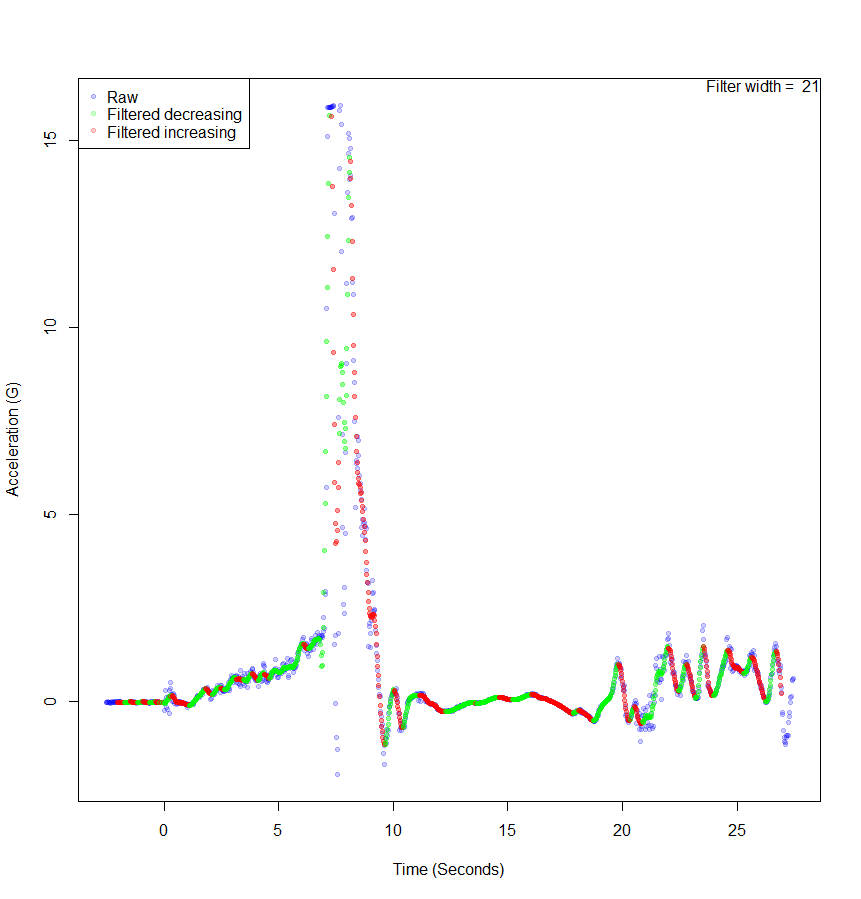 Filter width = 21
Raw
Filtered decreasing
Filtered increasing
15
10
5
0
Acceleration (G)
0 5 10 15 20 25
Time (Seconds)